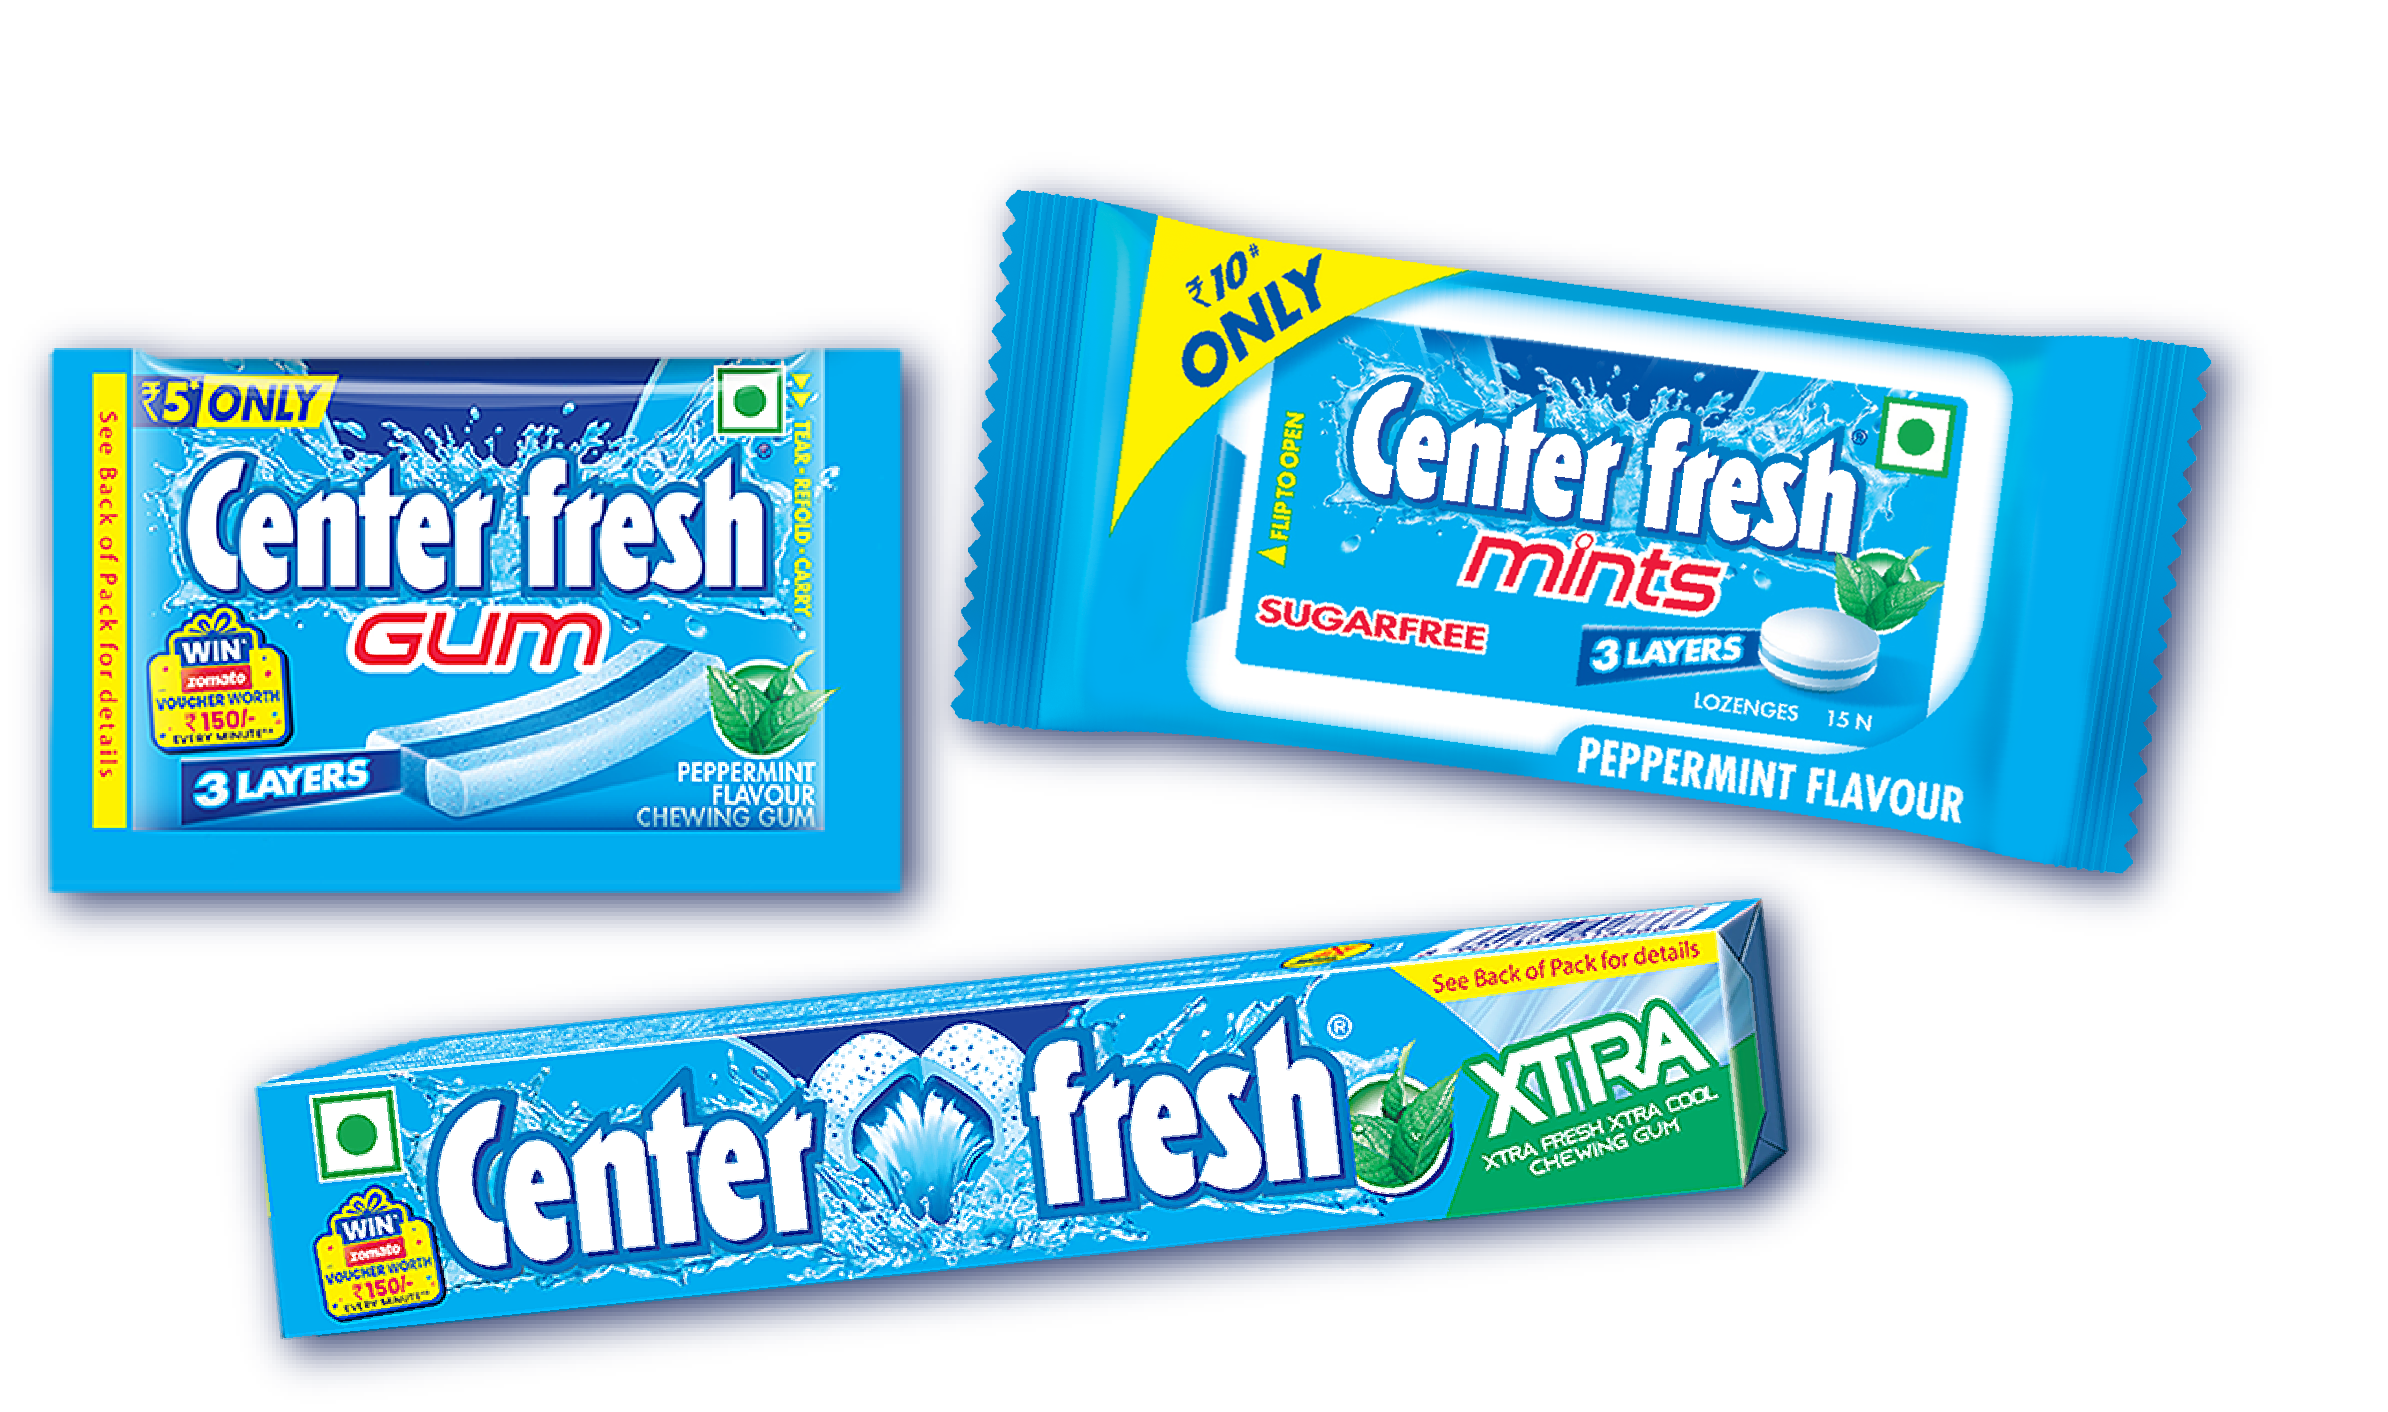 ₹5* ONLY
See Back of Pack for details
TEAR · REFOLD · CARRY
Center fresh®
GUM
WIN*
zomato
VOUCHER WORTH
₹150/-
EVERY MINUTE**
3 LAYERS
PEPPERMINT
FLAVOUR
CHEWING GUM
₹10#
ONLY
FLIP TO OPEN
Center fresh®
mints
SUGARFREE
3 LAYERS
LOZENGES 15 N
PEPPERMINT FLAVOUR
See Back of Pack for details
Center fresh®
XTRA
XTRA FRESH XTRA COOL
CHEWING GUM
WIN*
zomato
VOUCHER WORTH
₹150/-
EVERY MINUTE**